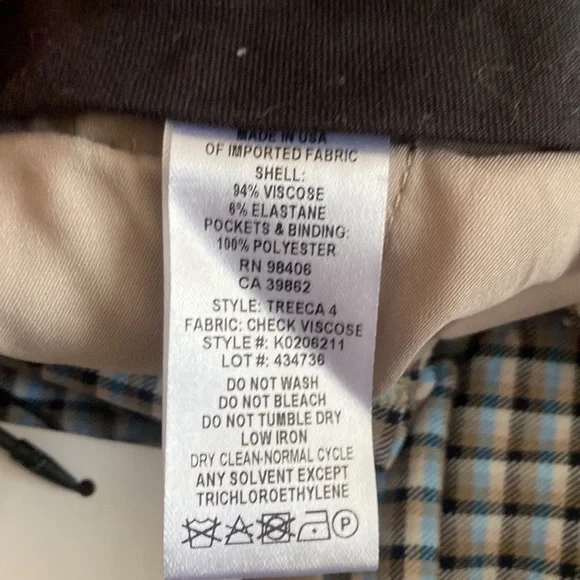 MADE IN USA
OF IMPORTED FABRIC
SHELL:
94% VISCOSE
6% ELASTANE
POCKETS & BINDING:
100% POLYESTER
RN 98406
CA 39862
STYLE: TREECA 4
FABRIC: CHECK VISCOSE
STYLE #: K0206211
LOT #: 434736
DO NOT WASH
DO NOT BLEACH
DO NOT TUMBLE DRY
LOW IRON
DRY CLEAN-NORMAL CYCLE
ANY SOLVENT EXCEPT
TRICHLOROETHYLENE
P